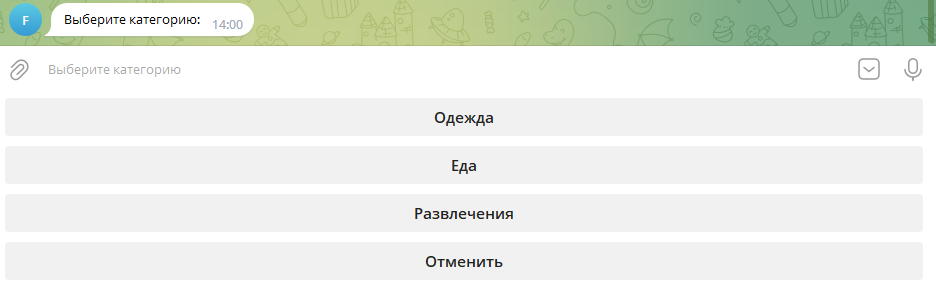 F
Выберите категорию: 14:00
Выберите категорию
Одежда
Еда
Развлечения
Отменить